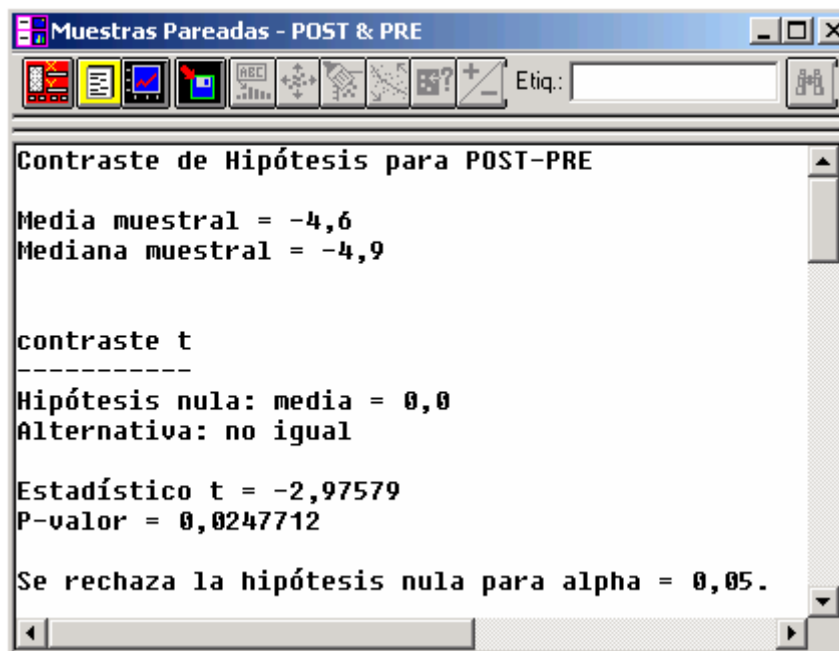 Muestras Pareadas - POST & PRE
ABC
Etiq.:
Contraste de Hipótesis para POST-PRE
Media muestral = -4,6
Mediana muestral = -4,9
contraste t
-----------
Hipótesis nula: media = 0,0
Alternativa: no igual
Estadístico t = -2,97579
P-valor = 0,0247712
Se rechaza la hipótesis nula para alpha = 0,05.